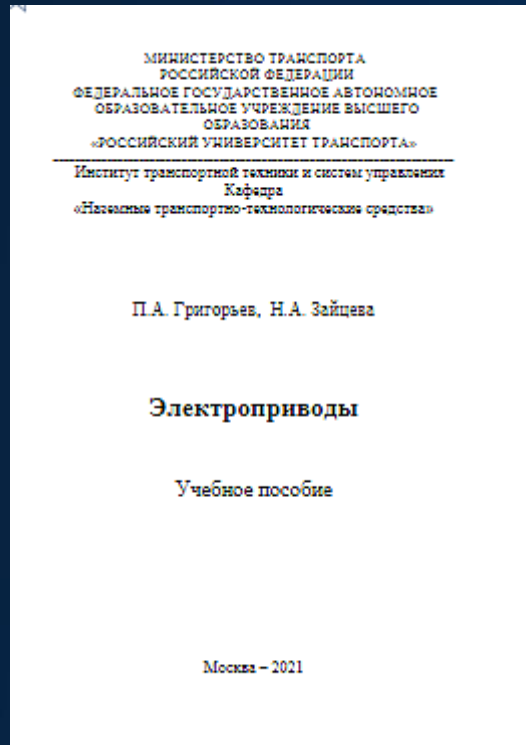 МИНИСТЕРСТВО ТРАНСПОРТА
РОССИЙСКОЙ ФЕДЕРАЦИИ
ФЕДЕРАЛЬНОЕ ГОСУДАРСТВЕННОЕ АВТОНОМНОЕ
ОБРАЗОВАТЕЛЬНОЕ УЧРЕЖДЕНИЕ ВЫСШЕГО
ОБРАЗОВАНИЯ
«РОССИЙСКИЙ УНИВЕРСИТЕТ ТРАНСПОРТА»
Институт транспортной техники и систем управления
Кафедра
«Наземные транспортно-технологические средства»
П.А. Григорьев, Н.А. Зайцева
Электроприводы
Учебное пособие
Москва – 2021